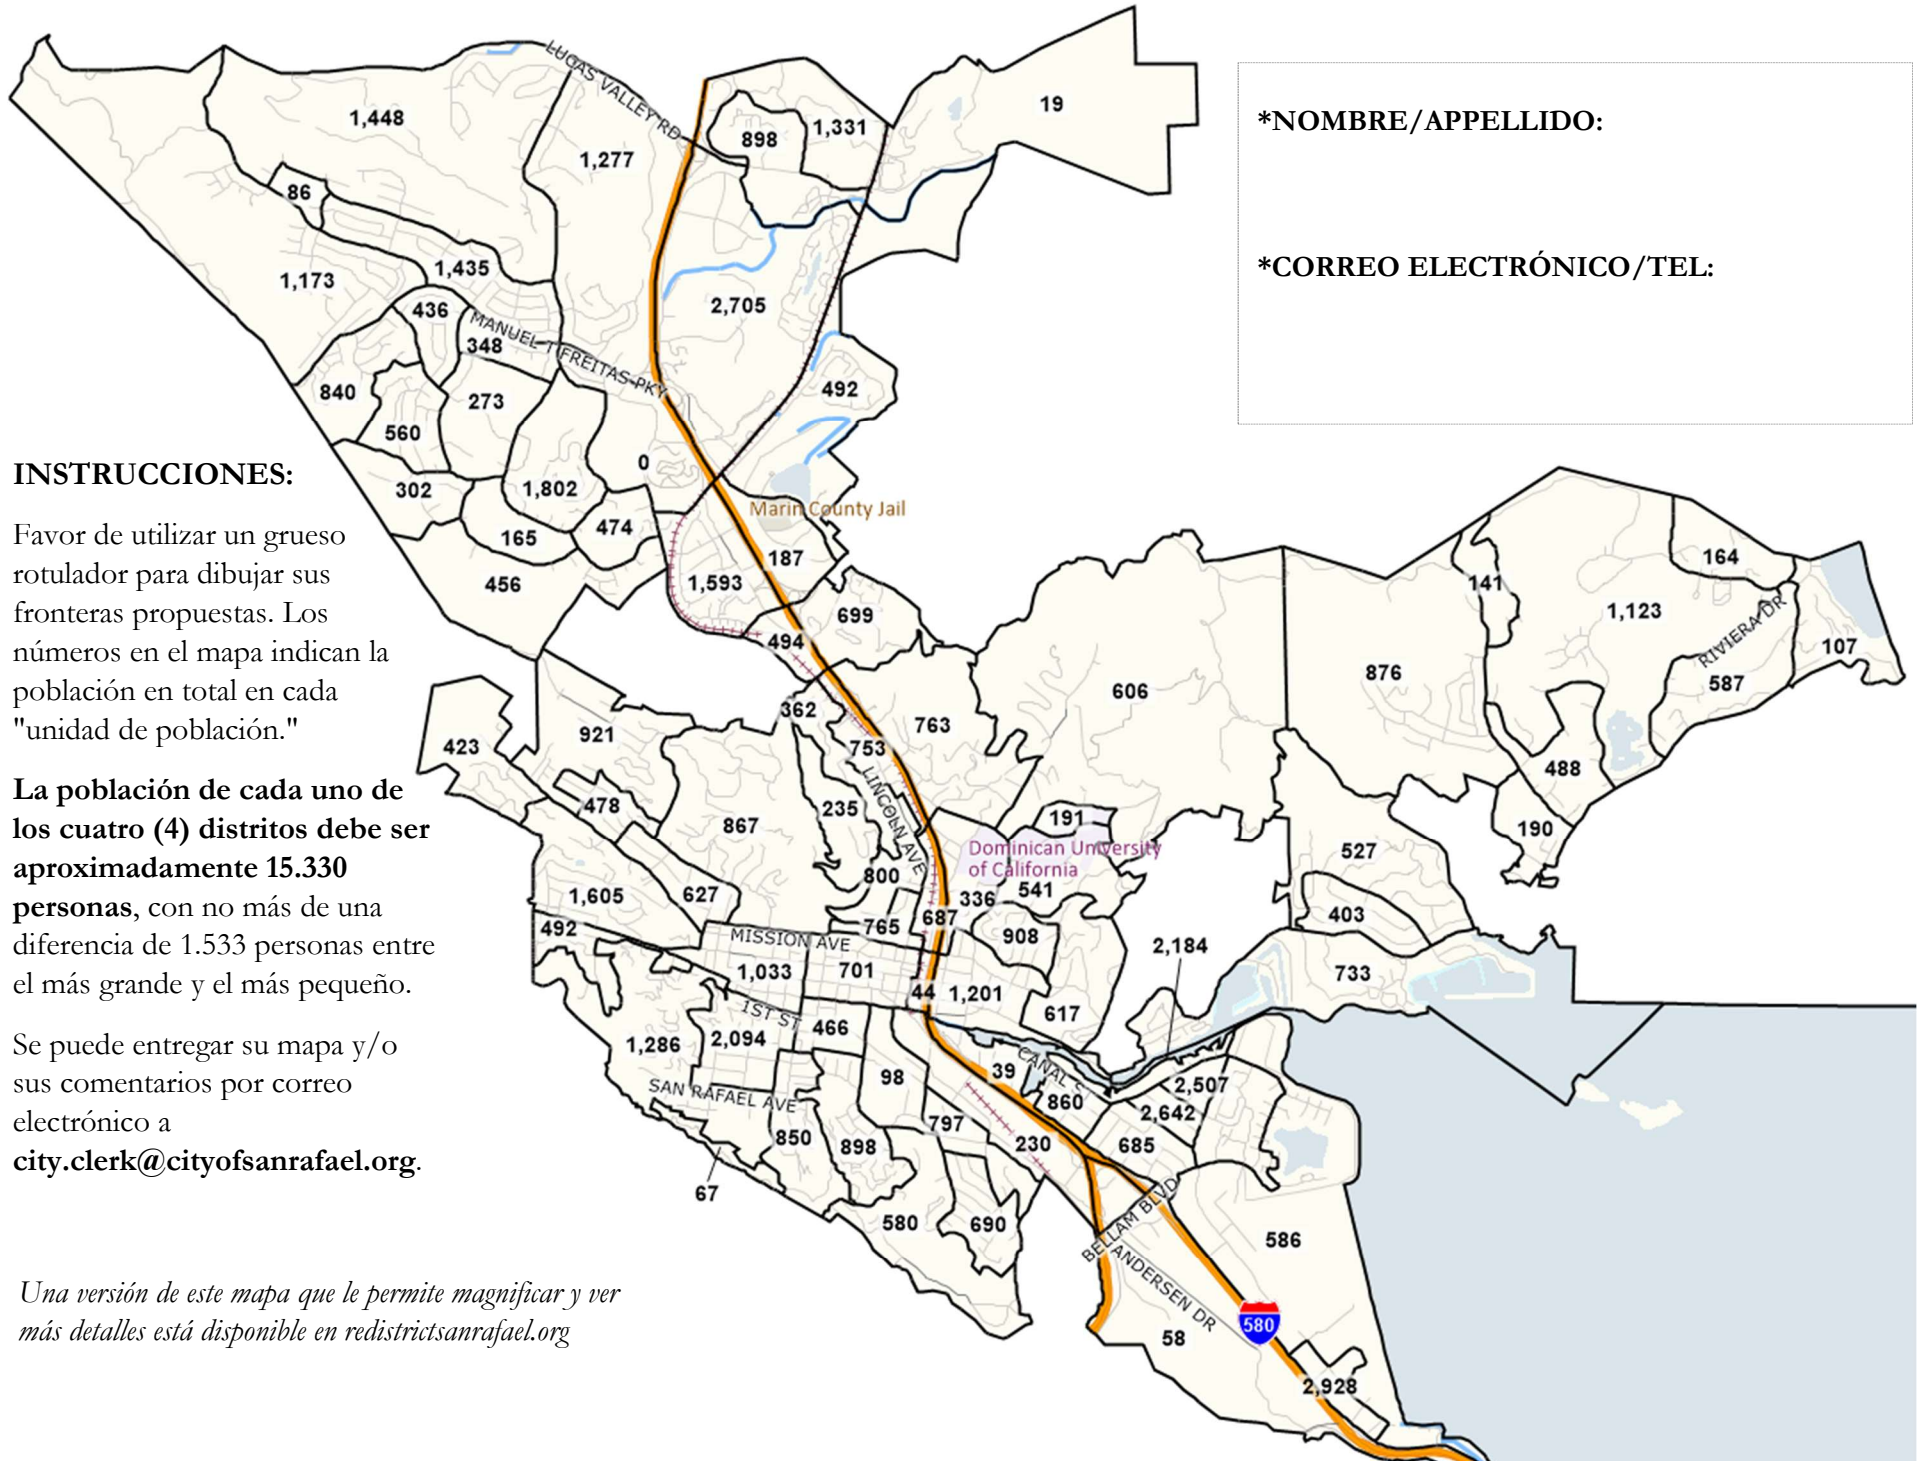 *NOMBRE/APPELLIDO:
*CORREO ELECTRÓNICO/TEL:
INSTRUCCIONES:
Favor de utilizar un grueso
rotulador para dibujar sus
fronteras propuestas. Los
números en el mapa indican la
población en total en cada
"unidad de población."
La población de cada uno de
los cuatro (4) distritos debe ser
aproximadamente 15.330
personas, con no más de una
diferencia de 1.533 personas entre
el más grande y el más pequeño.
Se puede entregar su mapa y/o
sus comentarios por correo
electrónico a
city.clerk@cityofsanrafael.org.
Una versión de este mapa que le permite magnificar y ver
más detalles está disponible en redistrictsanrafael.org
LUCAS VALLEY RD
19
1,448
898
1,331
1,277
86
1,173
1,435
436
MANUEL T FREITAS PKY
348
2,705
840
273
492
560
0
302
1,802
165
474
Marin County Jail
187
456
1,593
699
494
164
141
1,123
RIVIERA DR
107
876
587
606
362
763
423
921
753
LINCOLN AVE
478
235
867
488
191
190
Dominican University
of California
527
800
541
1,605
627
336
403
492
765
687
MISSION AVE
908
2,184
1,033
701
733
44
1,201
1ST ST
617
466
1,286
2,094
CANAL S
39
98
2,507
SAN RAFAEL AVE
860
2,642
797
850
898
230
685
67
580
690
BELLAM BLVD
586
ANDERSEN DR
580
58
2,928